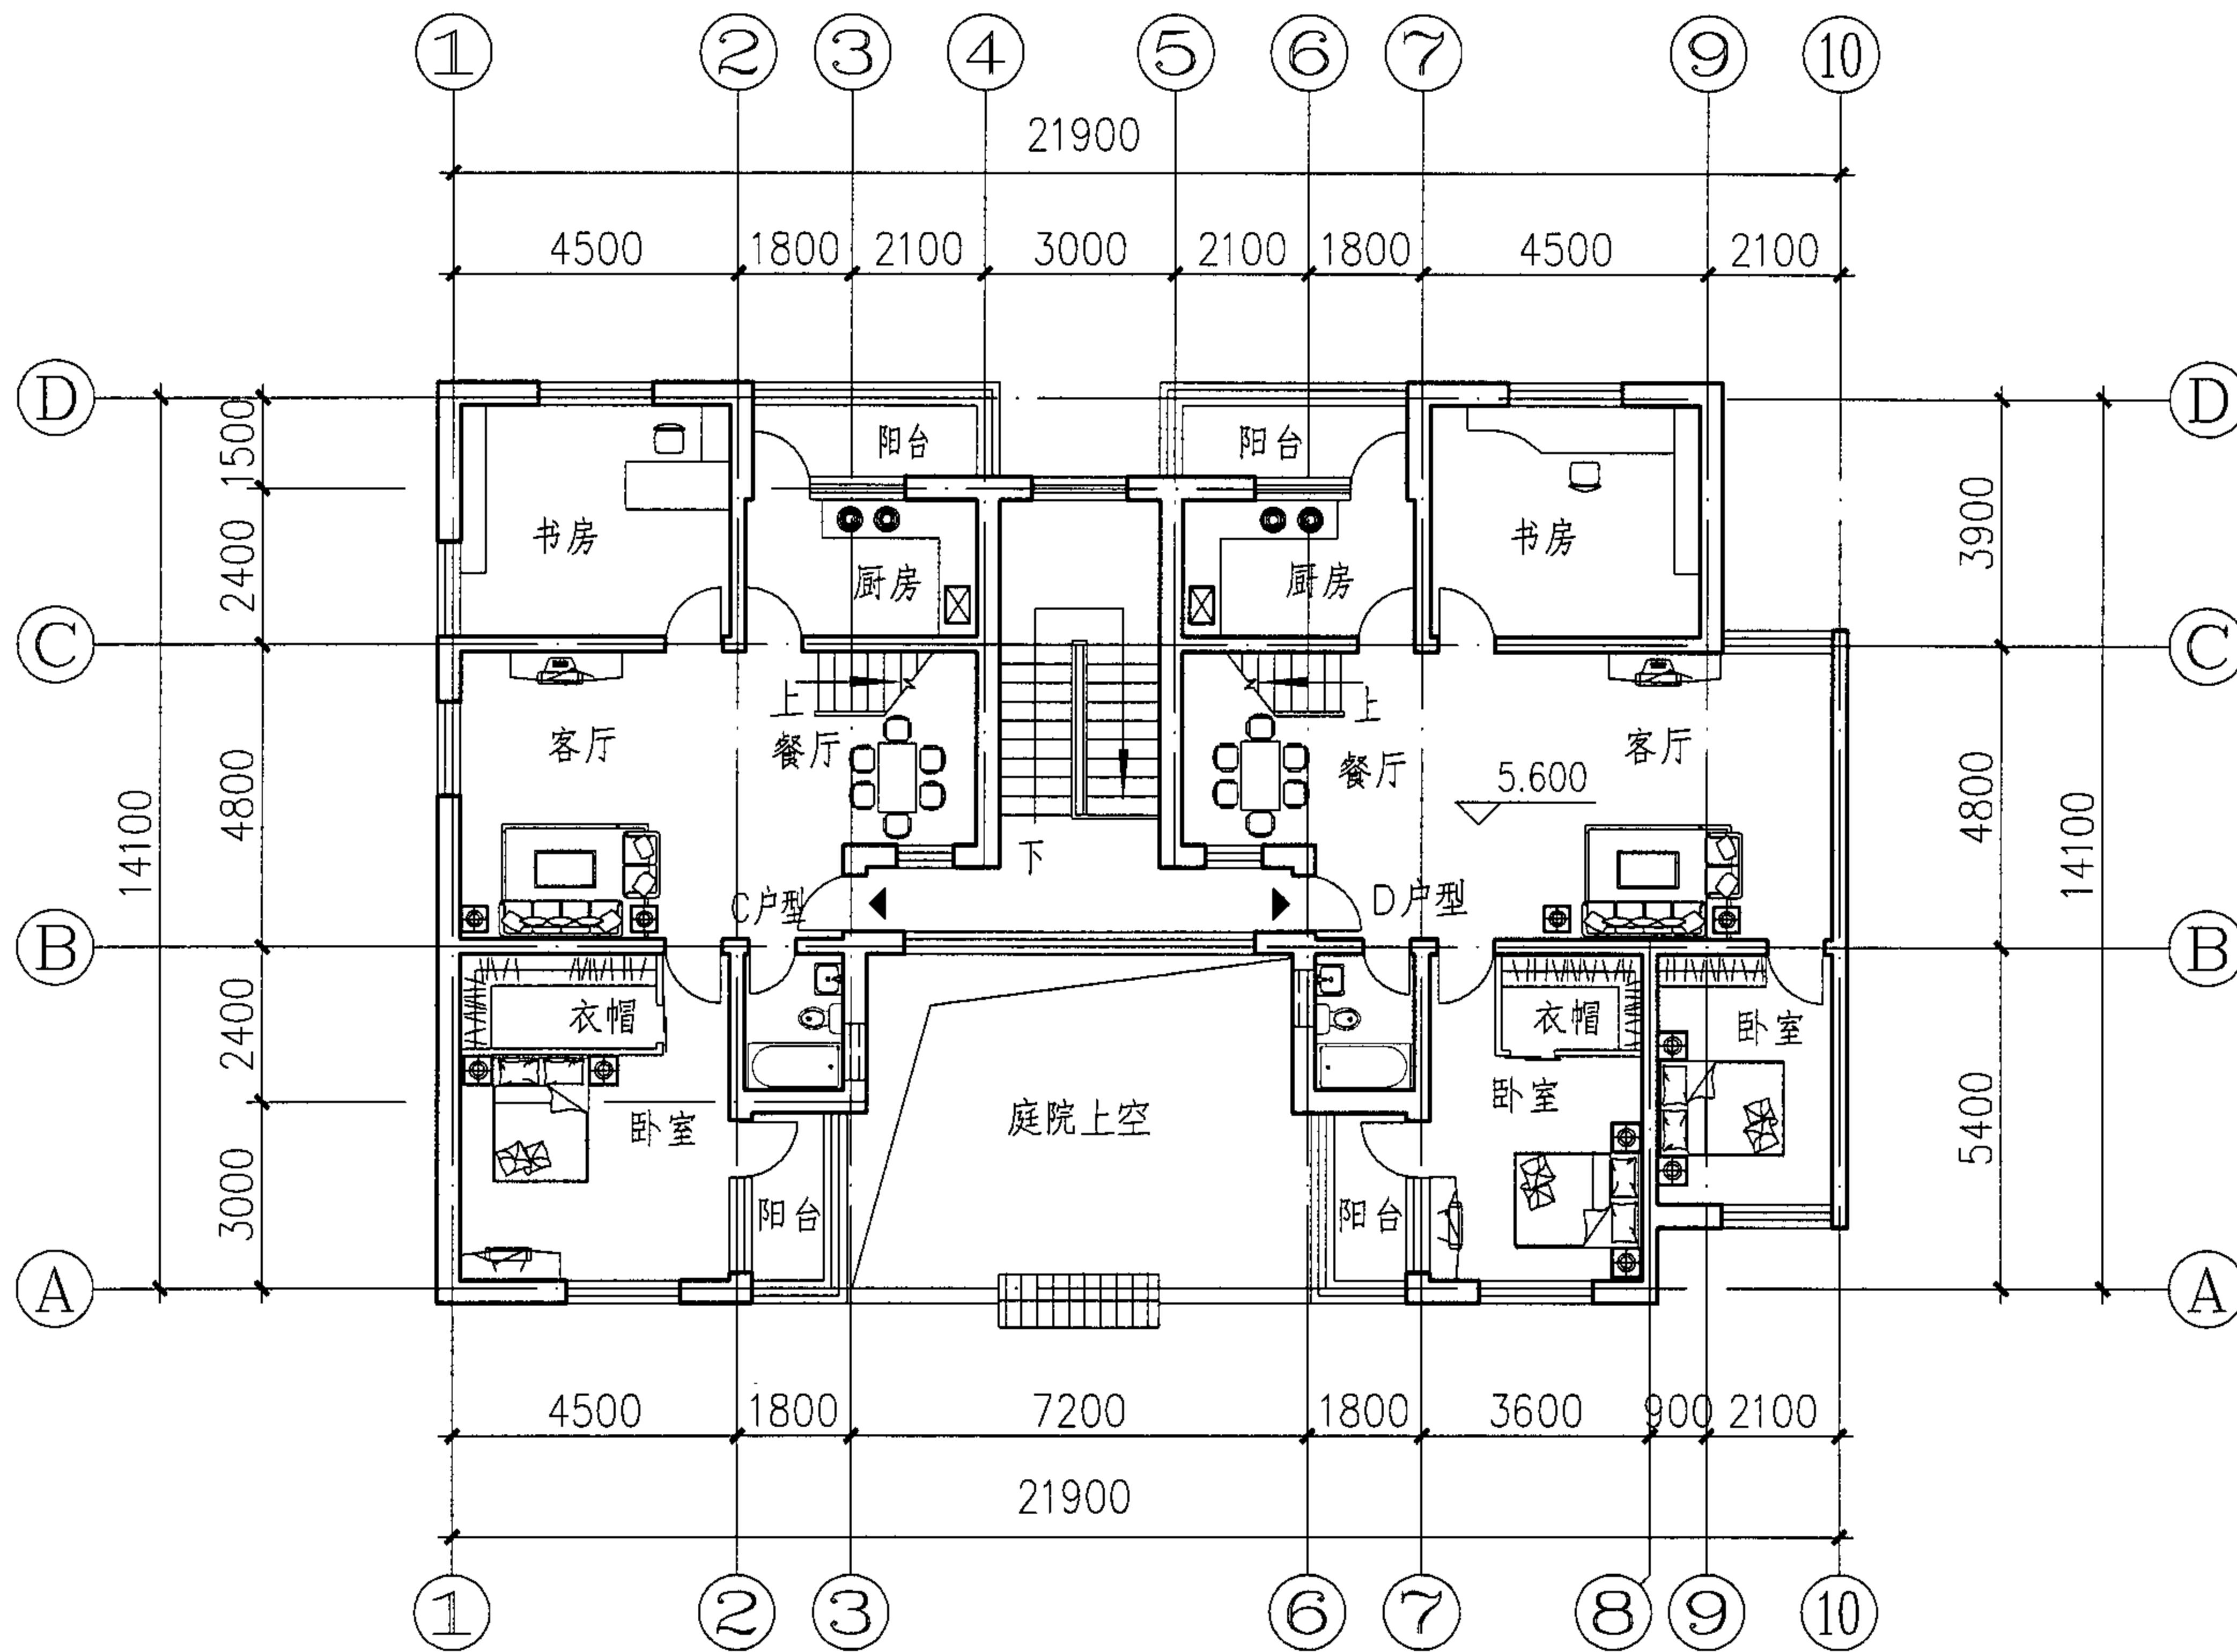 1 2 3 4 5 6 7 9 10
21900
4500 1800 2100 3000 2100 1800 4500 2100
D D
1500
阳台 阳台
2400 3900
书房 书房
厨房 厨房
C C
上 上
客厅 餐厅 餐厅 客厅
5.600
4800 4800
14100 14100
下
C户型 D户型
B B
衣帽 衣帽 卧室
2400 5400
卧室 庭院上空 卧室
3000
阳台 阳台
A A
4500 1800 7200 1800 3600 900 2100
21900
1 2 3 6 7 8 9 10